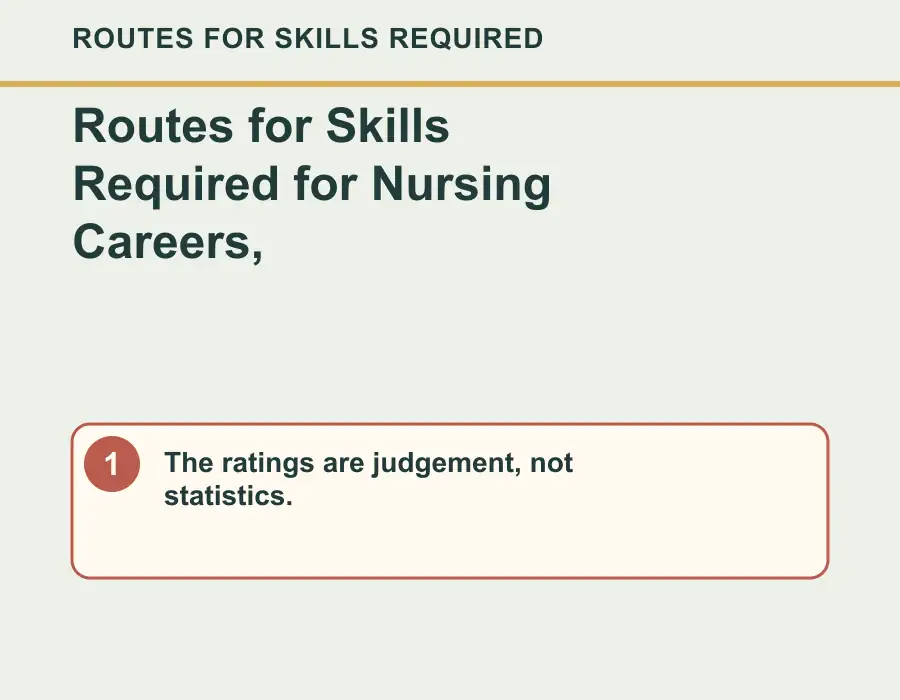 ROUTES FOR SKILLS REQUIRED
Routes for Skills
Required for Nursing
Careers,
1
The ratings are judgement, not
statistics.